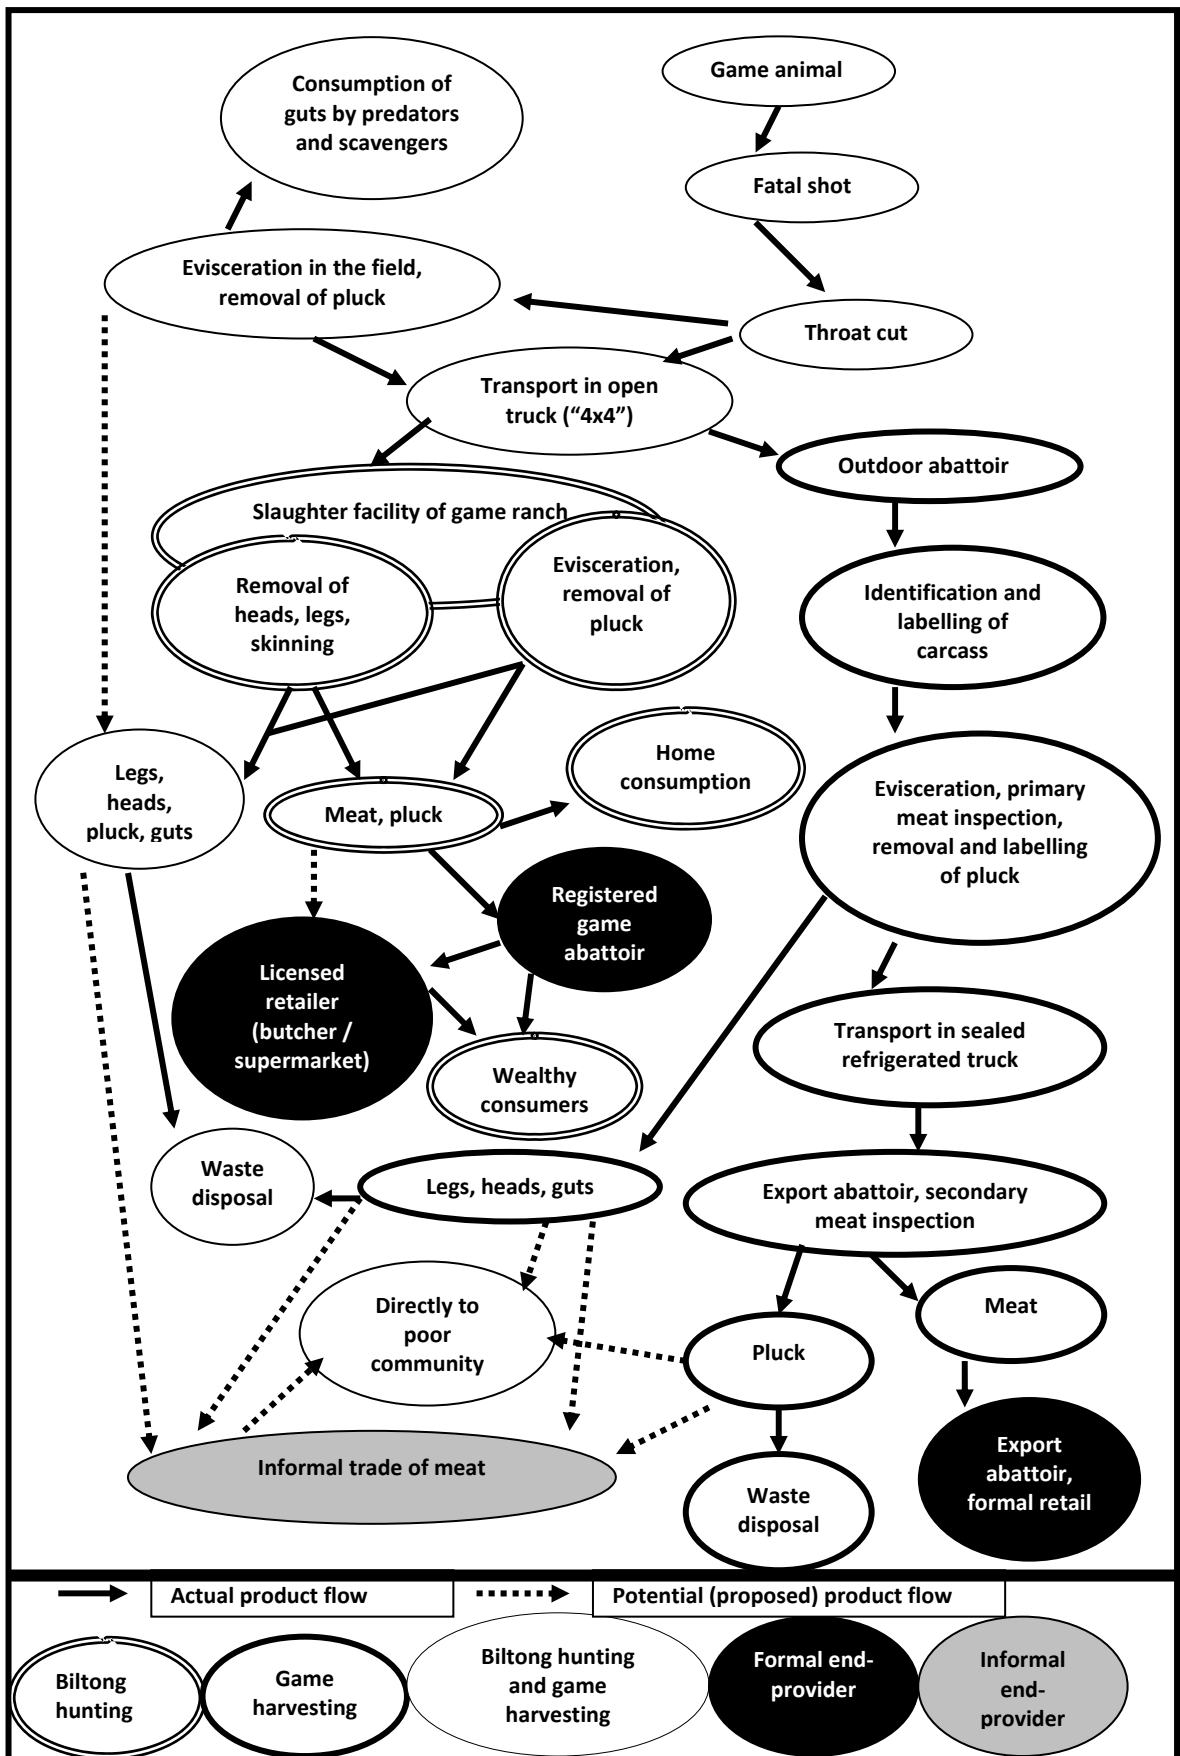 Consumption of
guts by predators
and scavengers
Game animal
Fatal shot
Evisceration in the field,
removal of pluck
Throat cut
Transport in open
truck (“4x4”)
Outdoor abattoir
Slaughter facility of game ranch
Removal of
heads, legs,
skinning
Evisceration,
removal of
pluck
Identification and
labelling of
carcass
Legs,
heads,
pluck, guts
Meat, pluck
Home
consumption
Evisceration, primary
meat inspection,
removal and labelling
of pluck
Registered
game
abattoir
Licensed
retailer
(butcher /
supermarket)
Wealthy
consumers
Transport in sealed
refrigerated truck
Waste
disposal
Legs, heads, guts
Export abattoir, secondary
meat inspection
Directly to
poor
community
Pluck
Meat
Informal trade of meat
Waste
disposal
Export
abattoir,
formal retail
Actual product flow
Potential (proposed) product flow
Biltong
hunting
Game
harvesting
Biltong hunting
and game
harvesting
Formal end-
provider
Informal
end-
provider